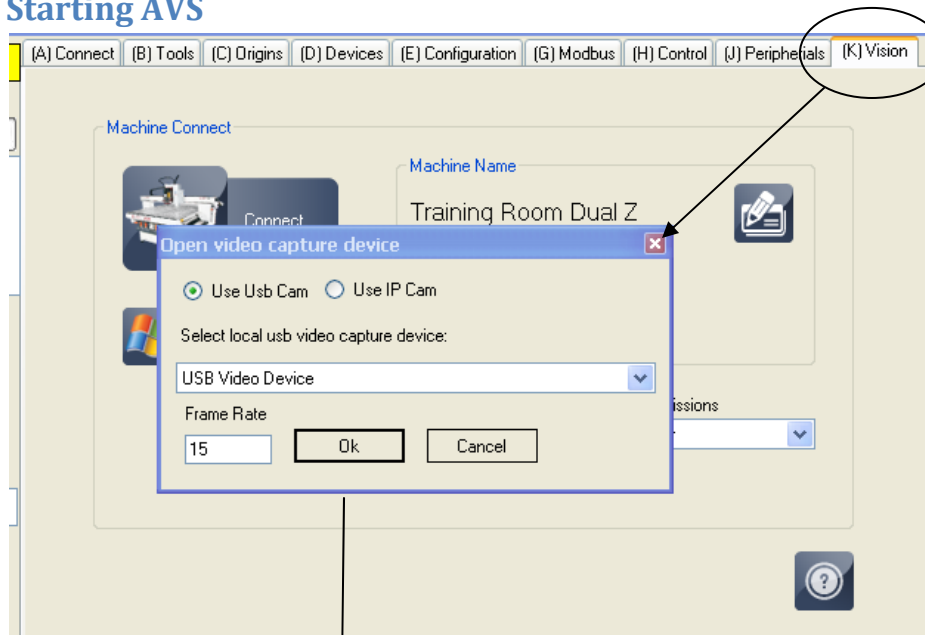 Starting AVS
(A) Connect (B) Tools (C) Origins (D) Devices (E) Configuration (G) Modbus (H) Control (J) Peripherials (K) Vision
Machine Connect
Machine Name
Connect
Training Room Dual Z
Open video capture device
Use Usb Cam Use IP Cam
Select local usb video capture device:
USB Video Device
Frame Rate
issions
15 Ok Cancel
?